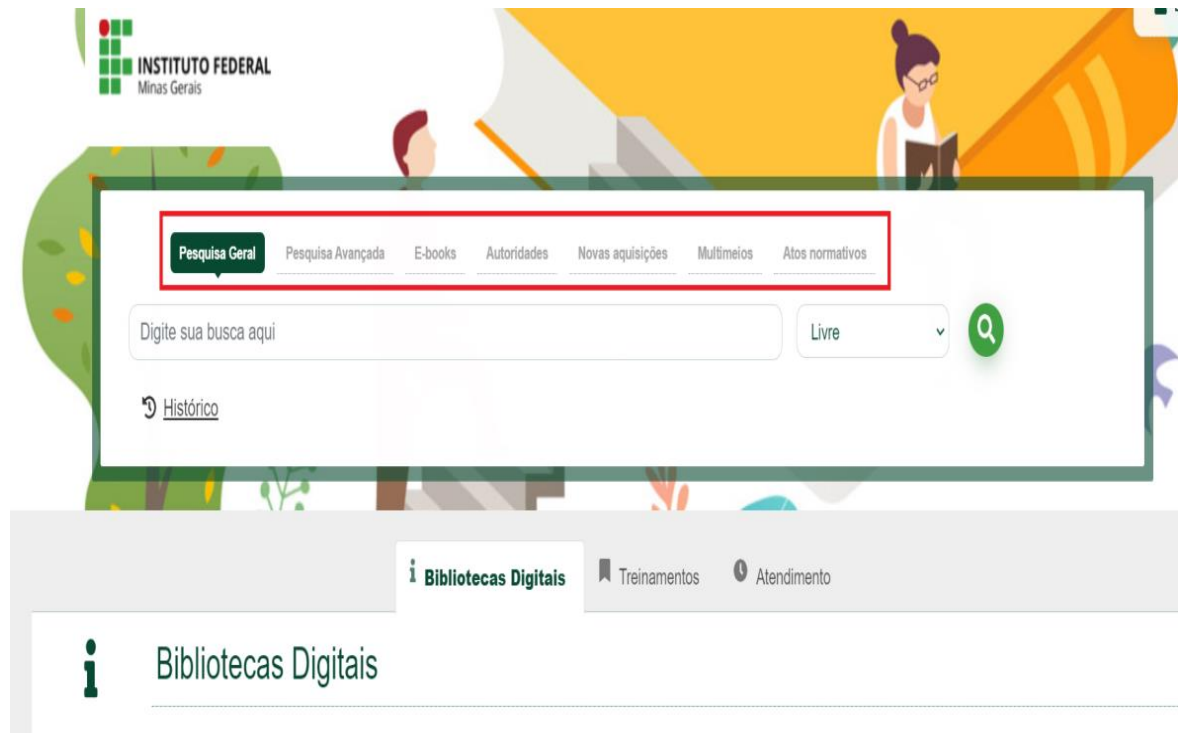 INSTITUTO FEDERAL
Minas Gerais
Pesquisa Geral Pesquisa Avançada E-books Autoridades Novas aquisições Multimeios Atos normativos
Digite sua busca aqui Livre
Histórico
Bibliotecas Digitais Treinamentos Atendimento
Bibliotecas Digitais